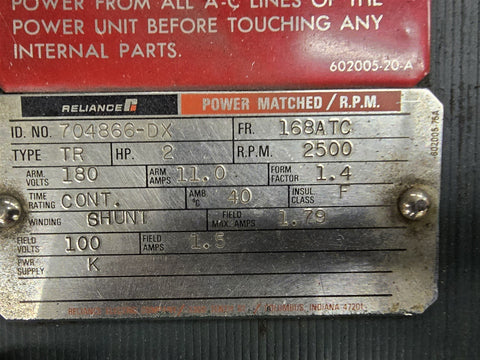 POWER FROM ALL A-C LINES OF THE
POWER UNIT BEFORE TOUCHING ANY
INTERNAL PARTS.
602005-20-A
RELIANCE POWER MATCHED / R.P.M.
ID. NO. 704866-DX FR. 168ATC
TYPE TR HP. 2 R.P.M. 2500
ARM. VOLTS 180 ARM AMPS 11.0 FORM FACTOR 1.4
TIME RATING CONT. AMB °C 40 INSUL. CLASS F
WINDING SHUNT FIELD MAX. AMPS 1.79
FIELD VOLTS 100 FIELD AMPS
PWR SUPPLY K
RELIANCE INDIANA 47201